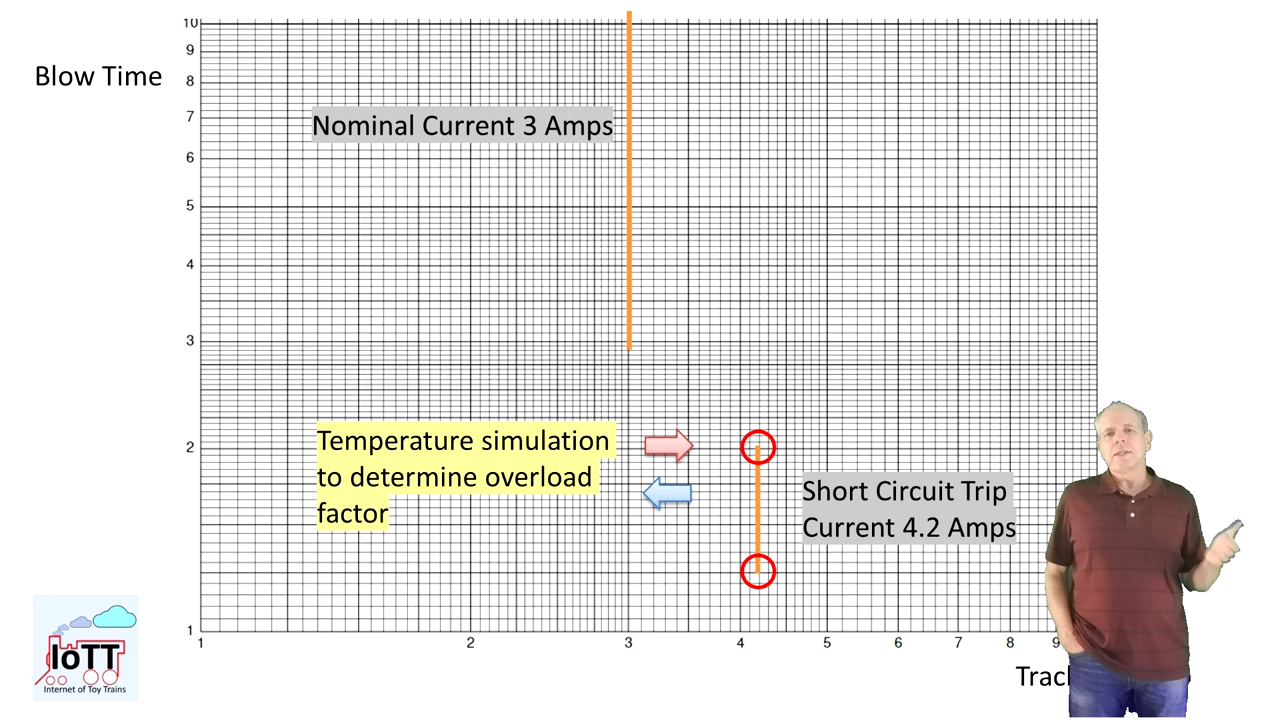 10
9
Blow Time
8
7
Nominal Current 3 Amps
6
5
4
3
Temperature simulation
to determine overload
factor
2
Short Circuit Trip
Current 4.2 Amps
1
1 2 3 4 5 6 7 8 9
IoTT
Internet of Toy Trains